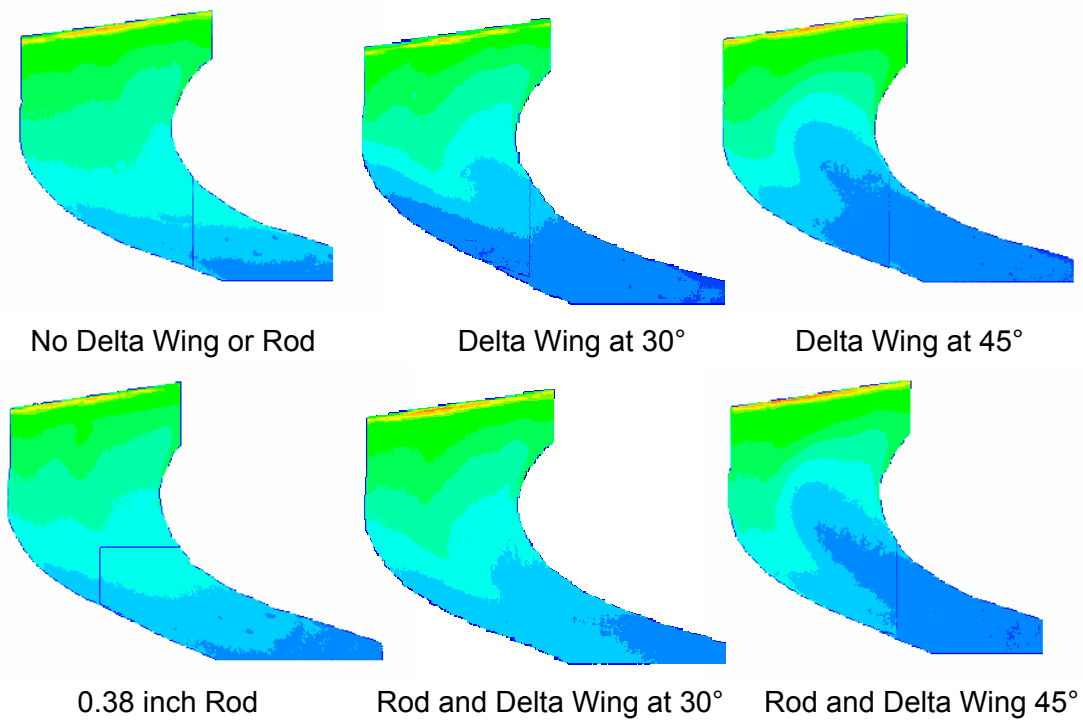 No Delta Wing or Rod
Delta Wing at 30°
Delta Wing at 45°
0.38 inch Rod
Rod and Delta Wing at 30°
Rod and Delta Wing 45°